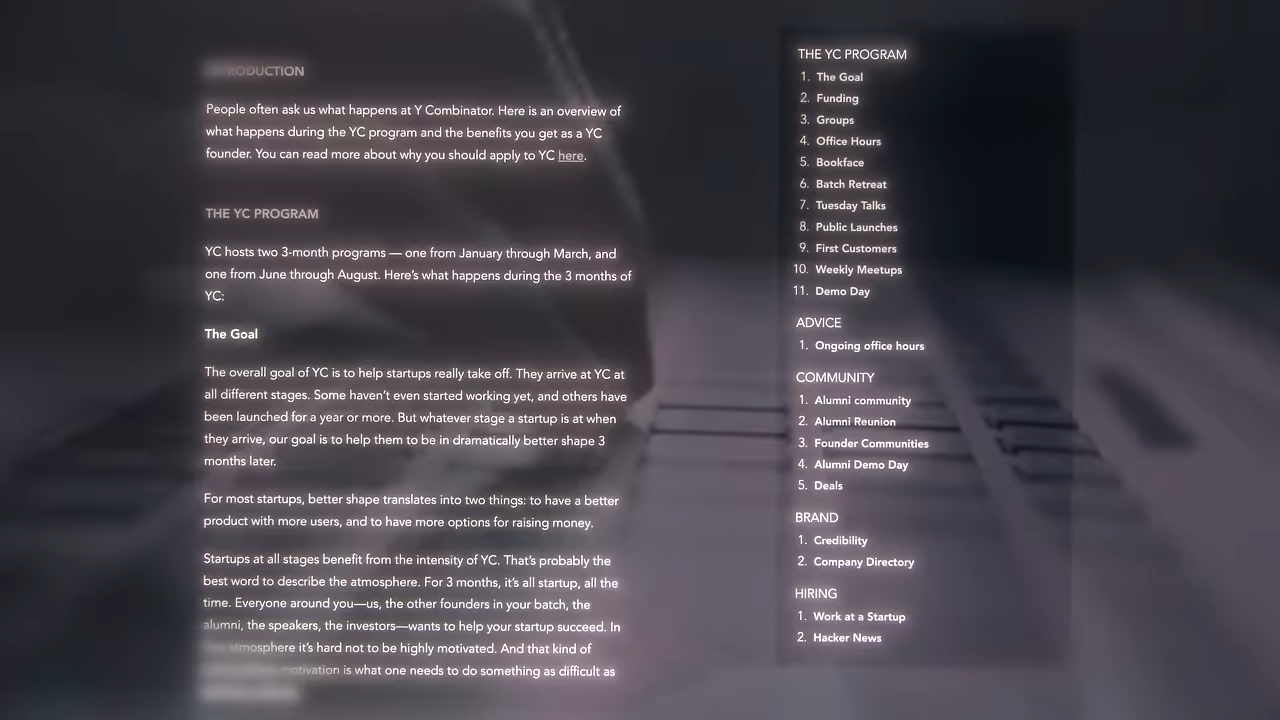 INTRODUCTION
People often ask us what happens at Y Combinator. Here is an overview of
what happens during the YC program and the benefits you get as a YC
founder. You can read more about why you should apply to YC here.
THE YC PROGRAM
YC hosts two 3-month programs — one from January through March, and
one from June through August. Here's what happens during the 3 months of
YC:
The Goal
The overall goal of YC is to help startups really take off. They arrive at YC at
all different stages. Some haven't even started working yet, and others have
been launched for a year or more. But whatever stage a startup is at when
they arrive, our goal is to help them to be in dramatically better shape 3
months later.
For most startups, better shape translates into two things: to have a better
product with more users, and to have more options for raising money.
Startups at all stages benefit from the intensity of YC. That's probably the
best word to describe the atmosphere. For 3 months, it's all startup, all the
time. Everyone around you—us, the other founders in your batch, the
alumni, the speakers, the investors—wants to help your startup succeed. In
atmosphere it's hard not to be highly motivated. And that kind of
motivation is what one needs to do something as difficult as
THE YC PROGRAM
1. The Goal
2. Funding
3. Groups
4. Office Hours
5. Bookface
6. Batch Retreat
7. Tuesday Talks
8. Public Launches
9. First Customers
10. Weekly Meetups
11. Demo Day
ADVICE
1. Ongoing office hours
COMMUNITY
1. Alumni community
2. Alumni Reunion
3. Founder Communities
4. Alumni Demo Day
5. Deals
BRAND
1. Credibility
2. Company Directory
HIRING
1. Work at a Startup
2. Hacker News